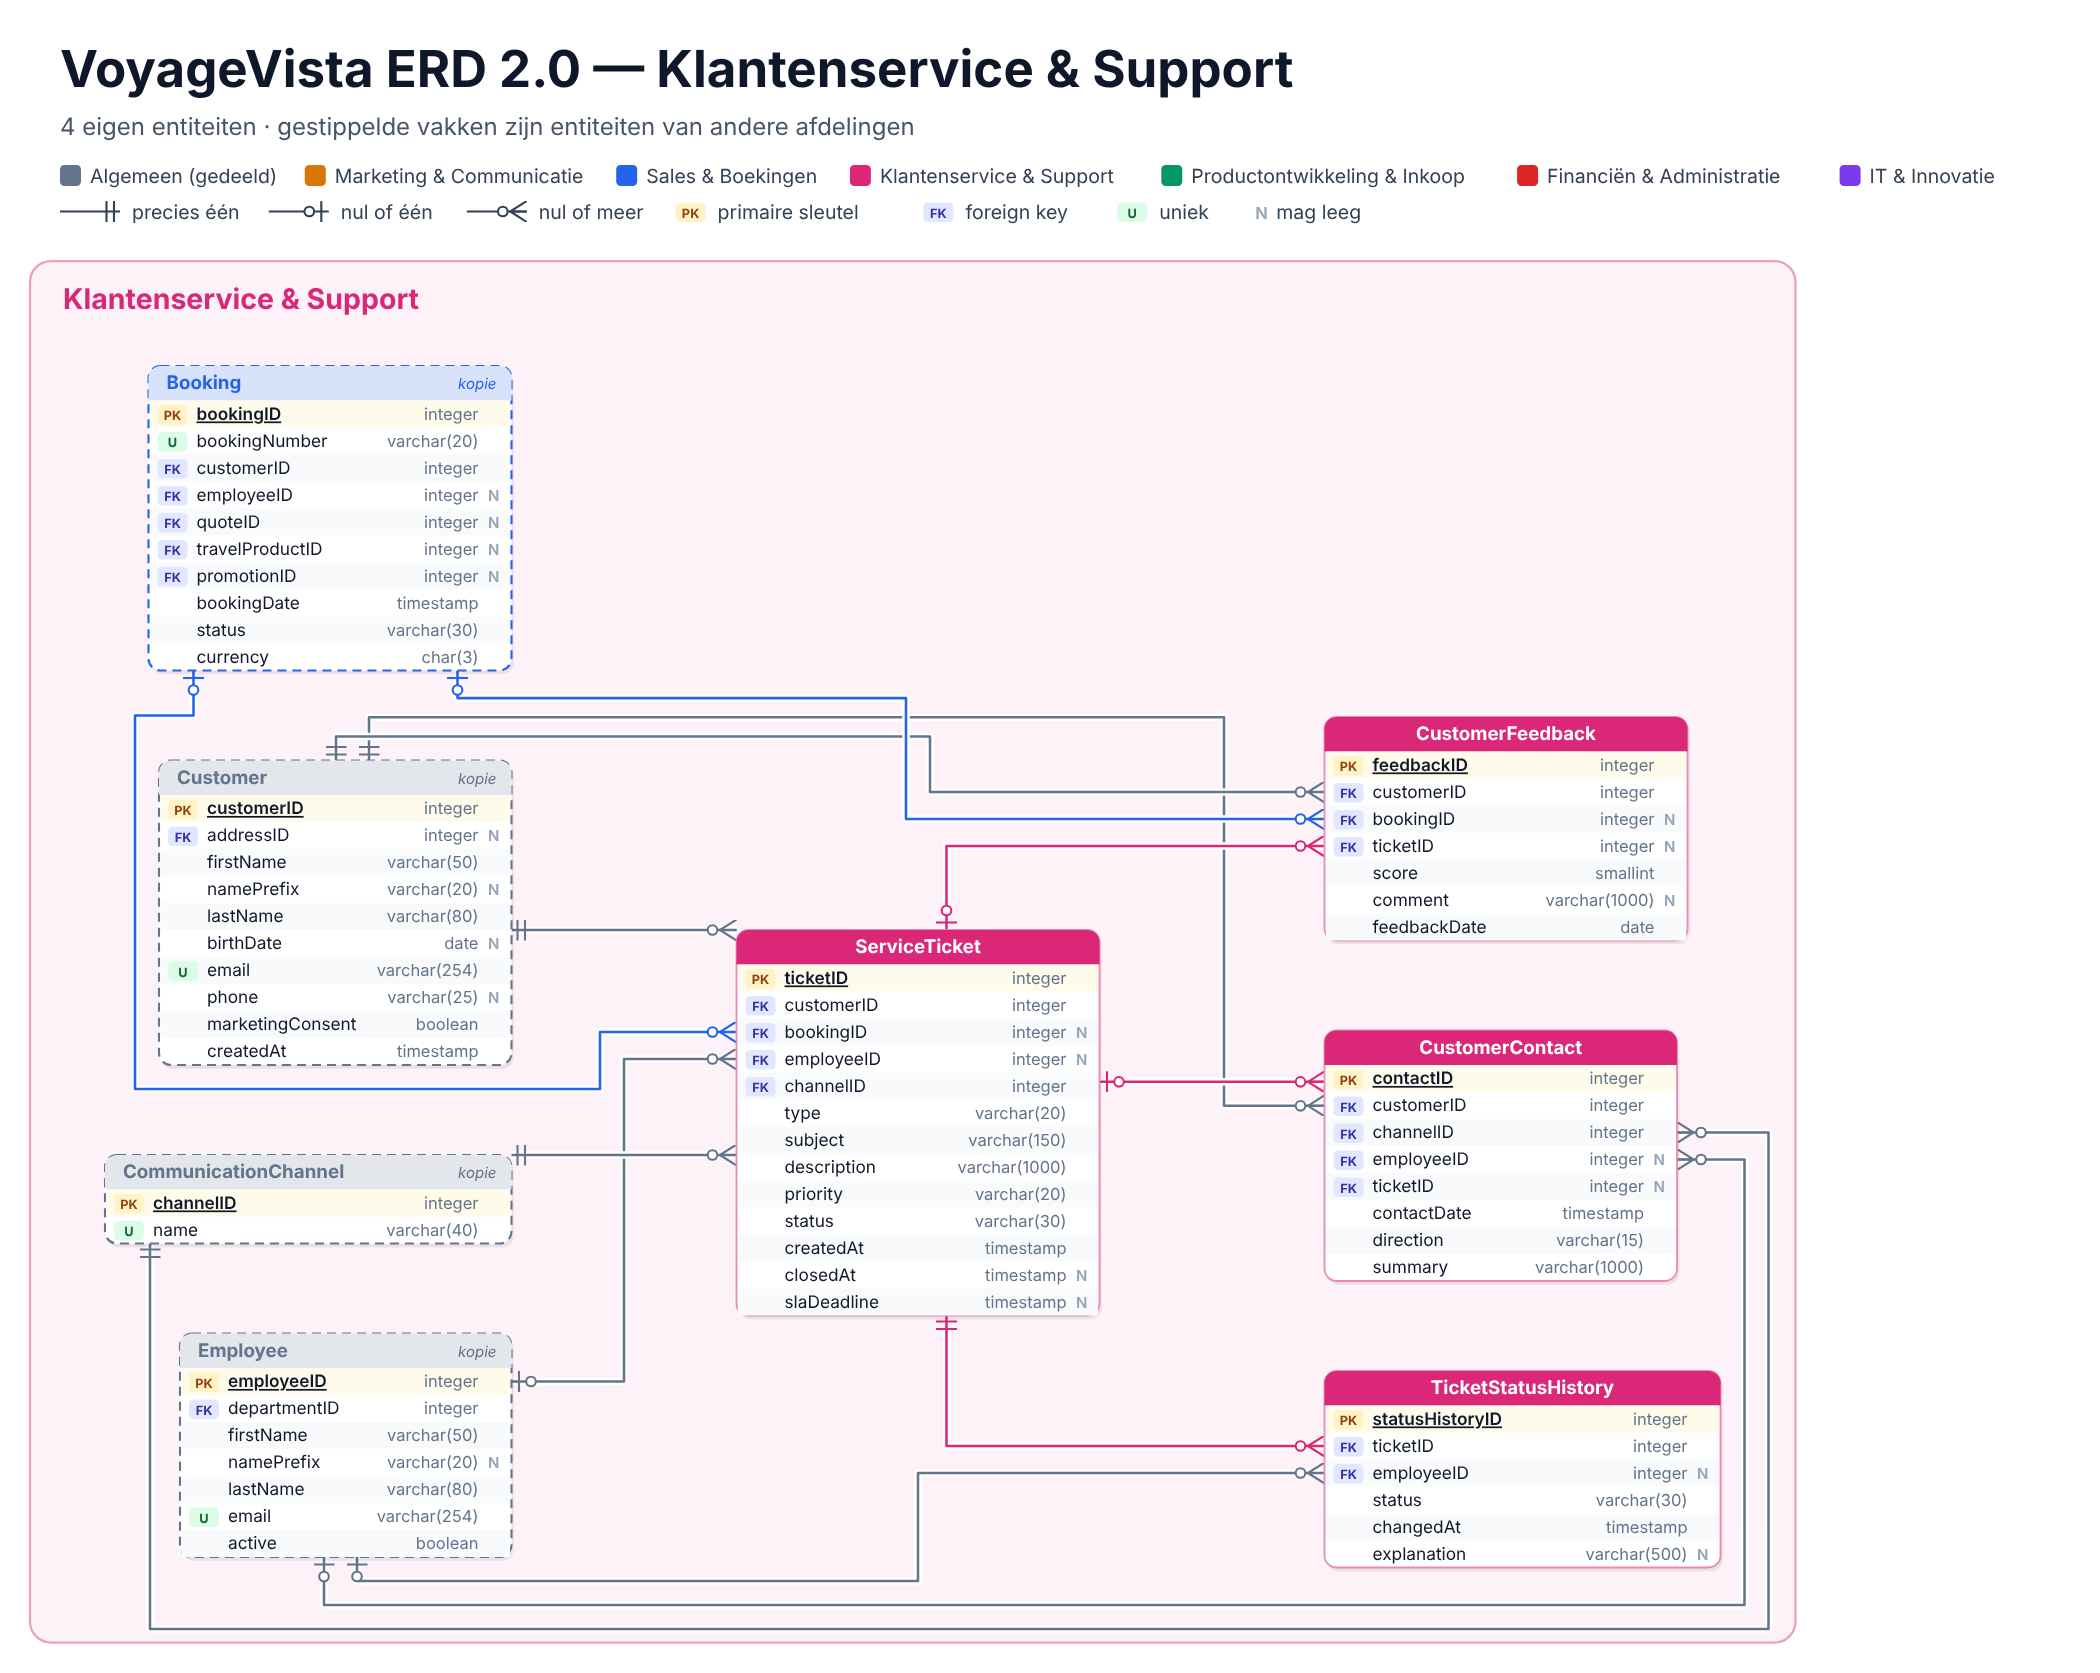 VoyageVista ERD 2.0 — Klantenservice & Support
4 eigen entiteiten · gestippelde vakken zijn entiteiten van andere afdelingen
Algemeen (gedeeld) Marketing & Communicatie Sales & Boekingen Klantenservice & Support Productontwikkeling & Inkoop Financiën & Administratie IT & Innovatie
precies één nul of één nul of meer PK primaire sleutel FK foreign key U uniek N mag leeg
Klantenservice & Support
Booking kopie
PK bookingID integer
U bookingNumber varchar(20)
FK customerID integer
FK employeeID integer N
FK quoteID integer N
FK travelProductID integer N
FK promotionID integer N
bookingDate timestamp
status varchar(30)
currency char(3)
Customer kopie
PK customerID integer
FK addressID integer N
firstName varchar(50)
namePrefix varchar(20) N
lastName varchar(80)
birthDate date N
U email varchar(254)
phone varchar(25) N
marketingConsent boolean
createdAt timestamp
CommunicationChannel kopie
PK channelID integer
U name varchar(40)
Employee kopie
PK employeeID integer
FK departmentID integer
firstName varchar(50)
namePrefix varchar(20) N
lastName varchar(80)
U email varchar(254)
active boolean
ServiceTicket
PK ticketID integer
FK customerID integer
FK bookingID integer N
FK employeeID integer N
FK channelID integer
type varchar(20)
subject varchar(150)
description varchar(1000)
priority varchar(20)
status varchar(30)
createdAt timestamp
closedAt timestamp N
slaDeadline timestamp N
CustomerFeedback
PK feedbackID integer
FK customerID integer
FK bookingID integer N
FK ticketID integer N
score smallint
comment varchar(1000) N
feedbackDate date
CustomerContact
PK contactID integer
FK customerID integer
FK channelID integer
FK employeeID integer N
FK ticketID integer N
contactDate timestamp
direction varchar(15)
summary varchar(1000)
TicketStatusHistory
PK statusHistoryID integer
FK ticketID integer
FK employeeID integer N
status varchar(30)
changedAt timestamp
explanation varchar(500) N